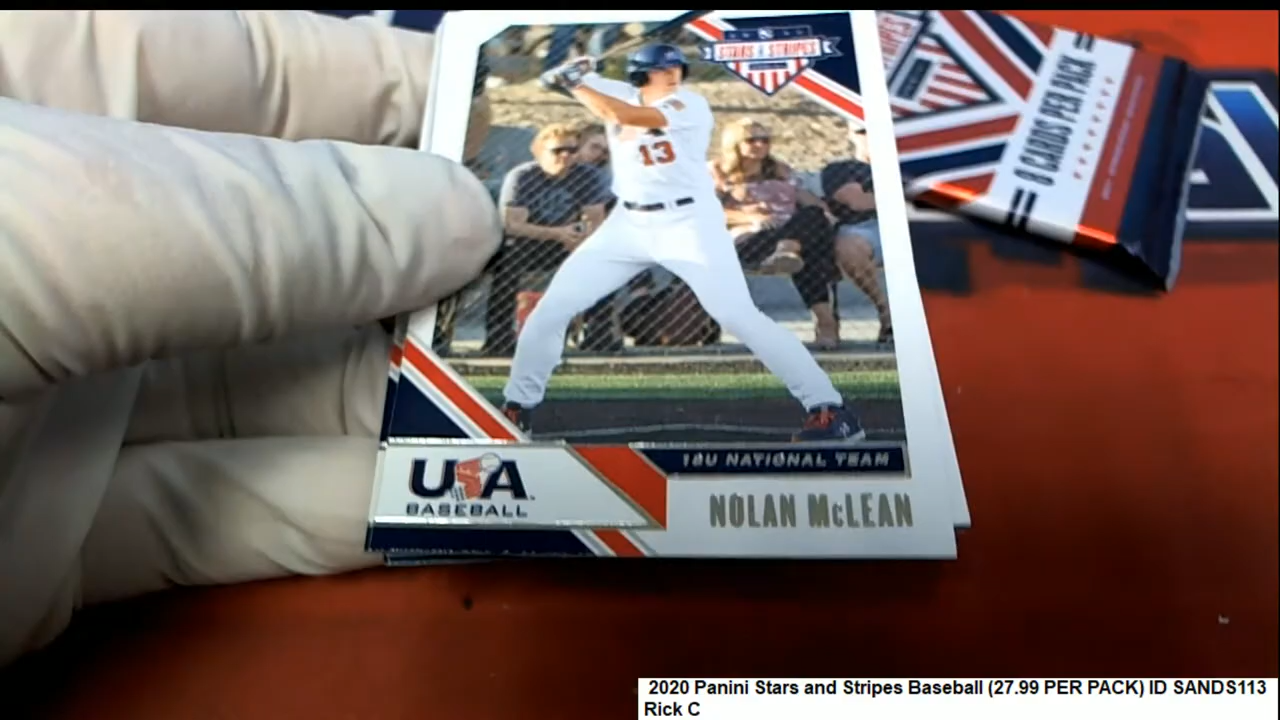 STARS & STRIPES
STRIPES
8 CARDS PER PACK
13
USA
BASEBALL
18U NATIONAL TEAM
NOLAN McLEAN
2020 Panini Stars and Stripes Baseball (27.99 PER PACK) ID SANDS113
Rick C